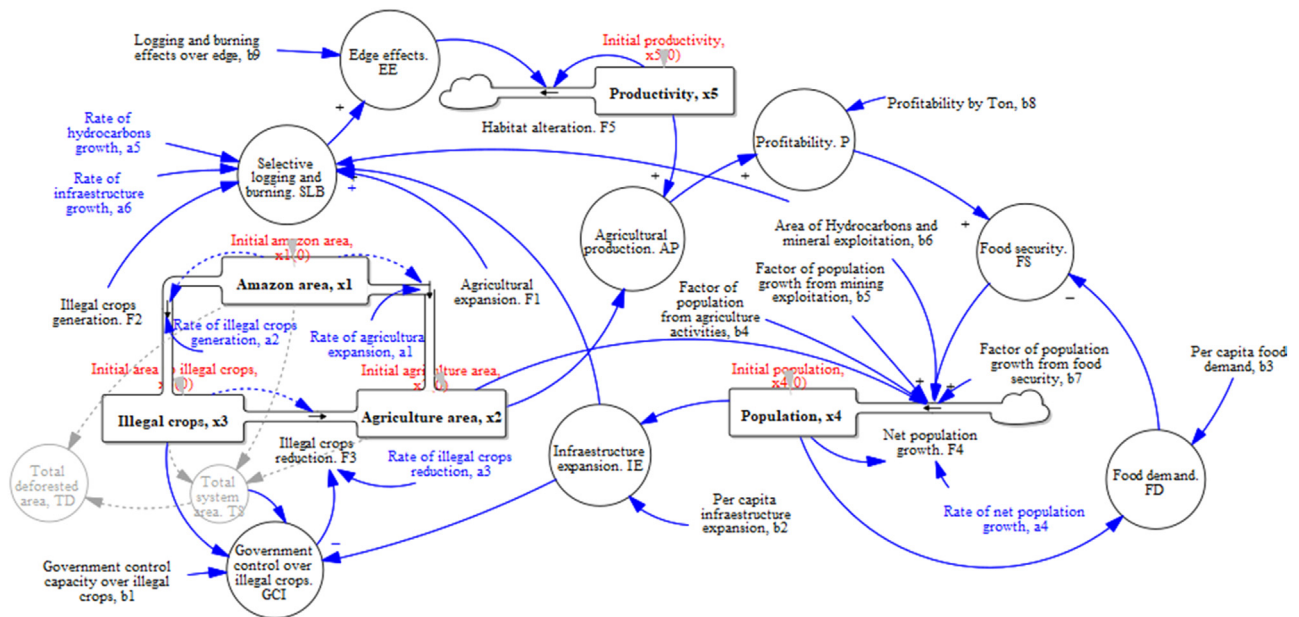 Logging and burning
effects over edge, b9
Edge effects.
EE
Initial productivity,
x5(0)
Productivity, x5
Habitat alteration. F5
Profitability by Ton, b8
Profitability. P
Rate of
hydrocarbons
growth, a5
Rate of
infraestructure
growth, a6
+
Selective
logging and
burning. SLB
+
+
+
+
+
Agricultural
production. AP
Area of Hydrocarbons and
mineral exploitation, b6
+
Food security.
FS
Initial amazon area,
x1(0)
Amazon area, x1
Agricultural
expansion. F1
Factor of population
growth from mining
exploitation, b5
Factor of
population
from agriculture
activities, b4
−
Illegal crops
generation. F2
Rate of illegal crops
generation, a2
Rate of agricultura
expansion, a1
Initial area
illegal crops,
Illegal crops, x3
Initial agriculture area,
Agriculture area, x2
Initial population,
x4(0)
Population, x4
+
+
+
Factor of population
growth from food
security, b7
Per capita food
demand, b3
Illegal crops
reduction. F3
Rate of illegal crops
reduction, a3
Infraestructure
expansion. IE
Net population
growth. F4
Food demand.
FD
Total
deforested
area, TD
Total
system
area. TS
Per capita
infraestructure
expansion, b2
Rate of net population
growth, a4
−
Government
control over
illegal crops.
GCI
Government control
capacity over illegal
crops, b1